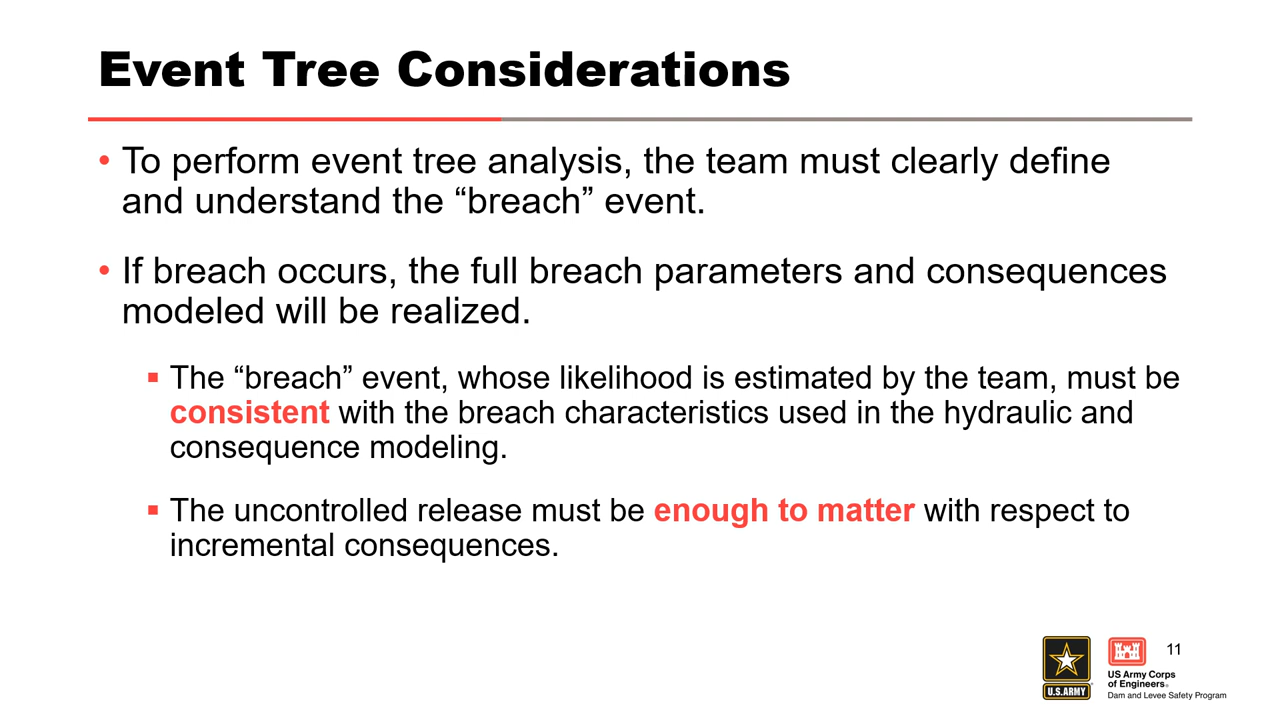 Event Tree Considerations
• To perform event tree analysis, the team must clearly define
and understand the “breach” event.
• If breach occurs, the full breach parameters and consequences
modeled will be realized.
▪ The “breach” event, whose likelihood is estimated by the team, must be
consistent with the breach characteristics used in the hydraulic and
consequence modeling.
▪ The uncontrolled release must be enough to matter with respect to
incremental consequences.
11
U.S.ARMY
US Army Corps
of Engineers®
Dam and Levee Safety Program